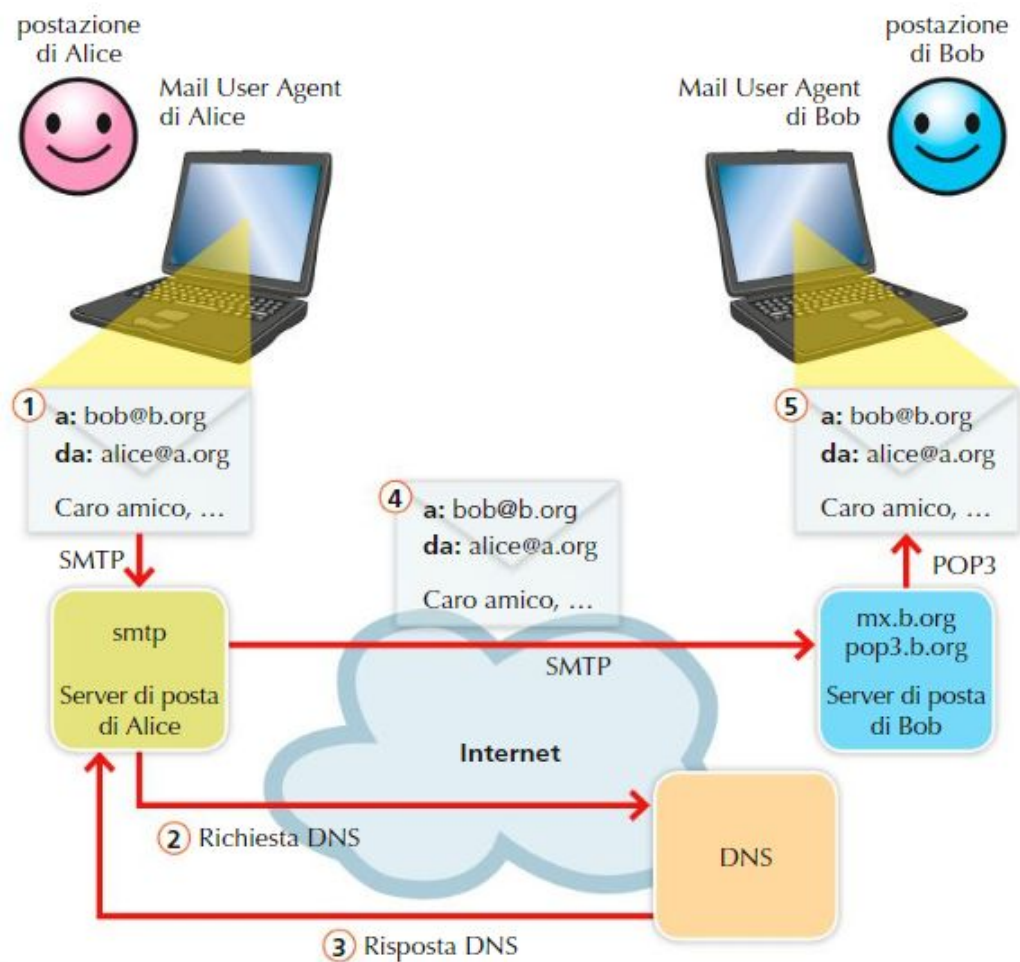 postazione
di Alice
Mail User Agent
di Alice
postazione
di Bob
Mail User Agent
di Bob
1
a: bob@b.org
da: alice@a.org
Caro amico, …
SMTP
smtp
Server di posta
di Alice
4
a: bob@b.org
da: alice@a.org
Caro amico, …
SMTP
Internet
5
a: bob@b.org
da: alice@a.org
Caro amico, …
POP3
mx.b.org
pop3.b.org
Server di posta
di Bob
2 Richiesta DNS
DNS
3 Risposta DNS